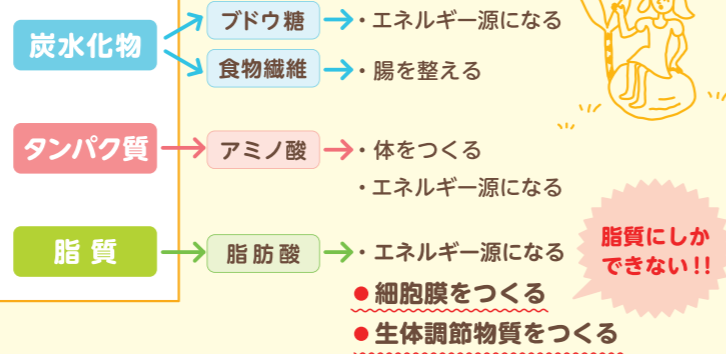 炭水化物
ブドウ糖
・エネルギー源になる
食物繊維
・腸を整える
タンパク質
アミノ酸
・体をつくる
・エネルギー源になる
脂質
脂肪酸
・エネルギー源になる
●細胞膜をつくる
●生体調節物質をつくる
脂質にしか
できない!!